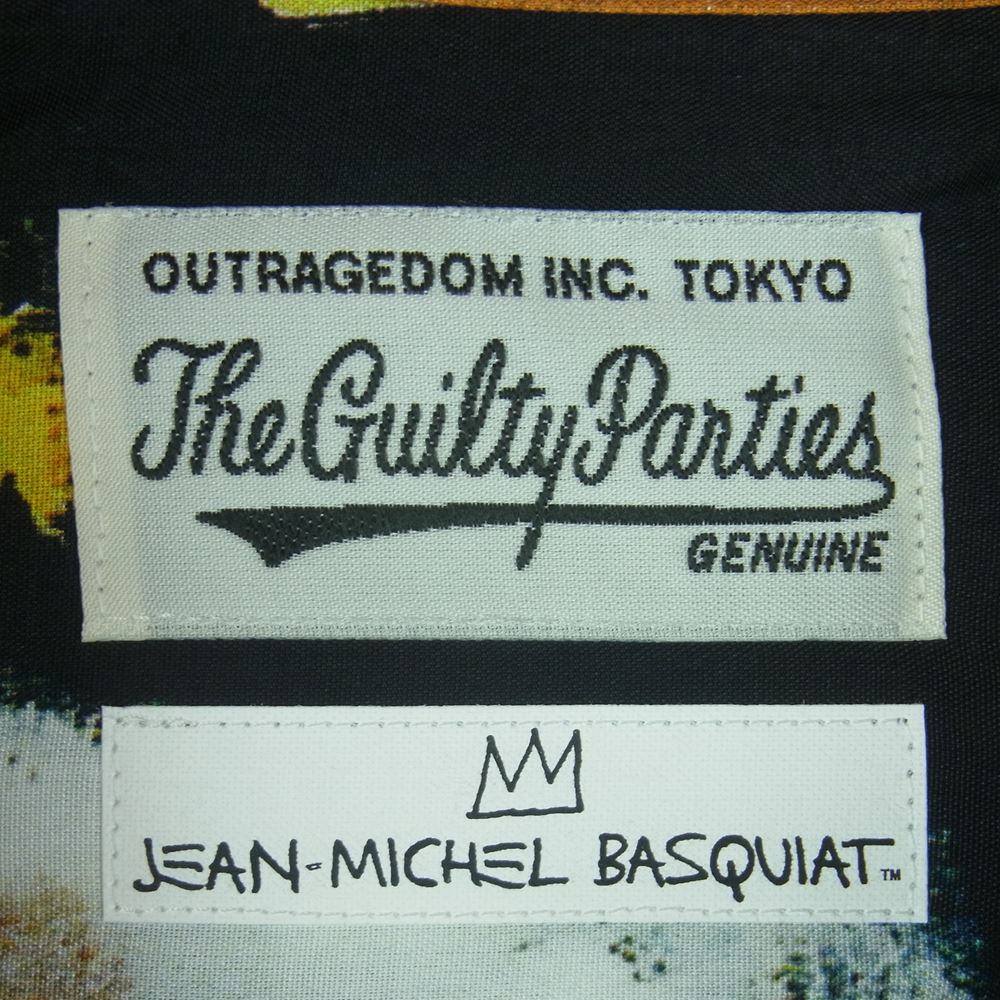 OUTRAGEDOM INC. TOKYO
The Guilty Parties
GENUINE
JEAN-MICHEL BASQUIAT™